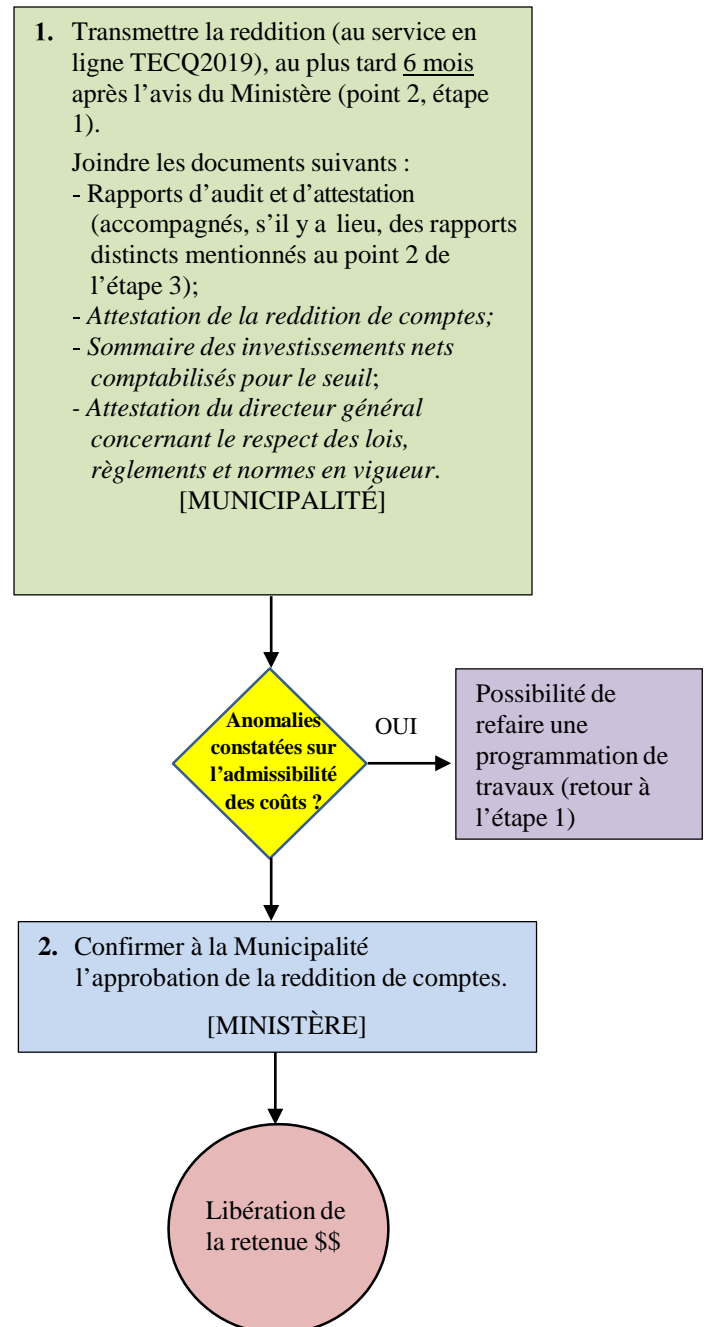 1. Transmettre la reddition (au service en
ligne TECQ2019), au plus tard 6 mois
après l’avis du Ministère (point 2, étape
1).
Joindre les documents suivants :
- Rapports d’audit et d’attestation
(accompagnés, s’il y a lieu, des rapports
distincts mentionnés au point 2 de
l’étape 3);
- Attestation de la reddition de comptes;
- Sommaire des investissements nets
comptabilisés pour le seuil;
- Attestation du directeur général
concernant le respect des lois,
règlements et normes en vigueur.
[MUNICIPALITÉ]
Anomalies
constatées sur
l’admissibilité
des coûts ?
OUI
Possibilité de
refaire une
programmation de
travaux (retour à
l’étape 1)
2. Confirmer à la Municipalité
l’approbation de la reddition de comptes.
[MINISTÈRE]
Libération de
la retenue $$